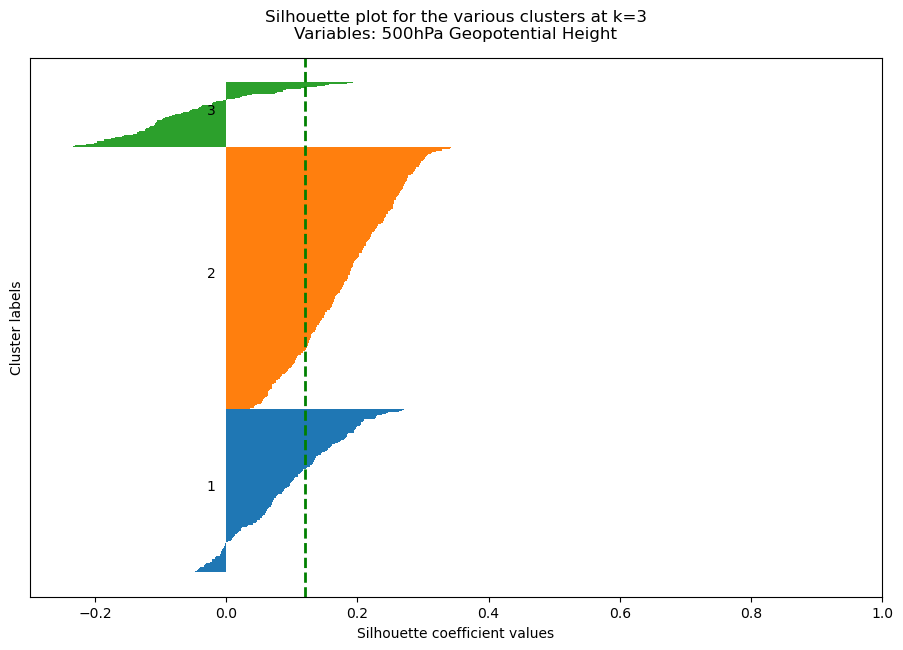 Silhouette plot for the various clusters at k=3
Variables: 500hPa Geopotential Height
3
2
1
Cluster labels
−0.2 0.0 0.2 0.4 0.6 0.8 1.0
Silhouette coefficient values